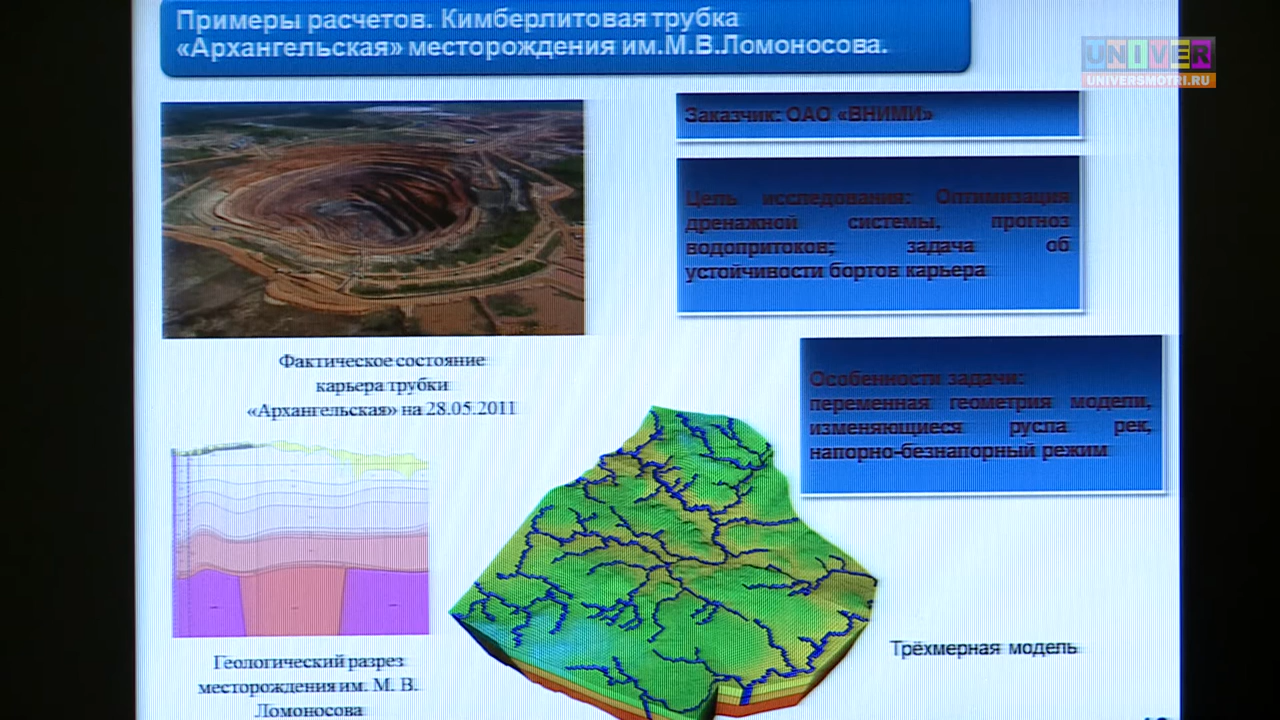 Примеры расчетов. Кимберлитовая трубка
«Архангельская» месторождения им.М.В.Ломоносова.
UNIVER
UNIVERSMOTRI.RU
Заказчик: ОАО «ВНИМИ»
Цель исследования: Оптимизация
дренажной системы, прогноз
водопритоков; задача об
устойчивости бортов карьера
Фактическое состояние
карьера трубки
«Архангельская» на 28.05.2011
Особенности задачи:
переменная геометрия модели,
изменяющиеся русла рек,
напорно-безнапорный режим
Трёхмерная модель
Геологический разрез
месторождения им. М. В.
Ломоносова